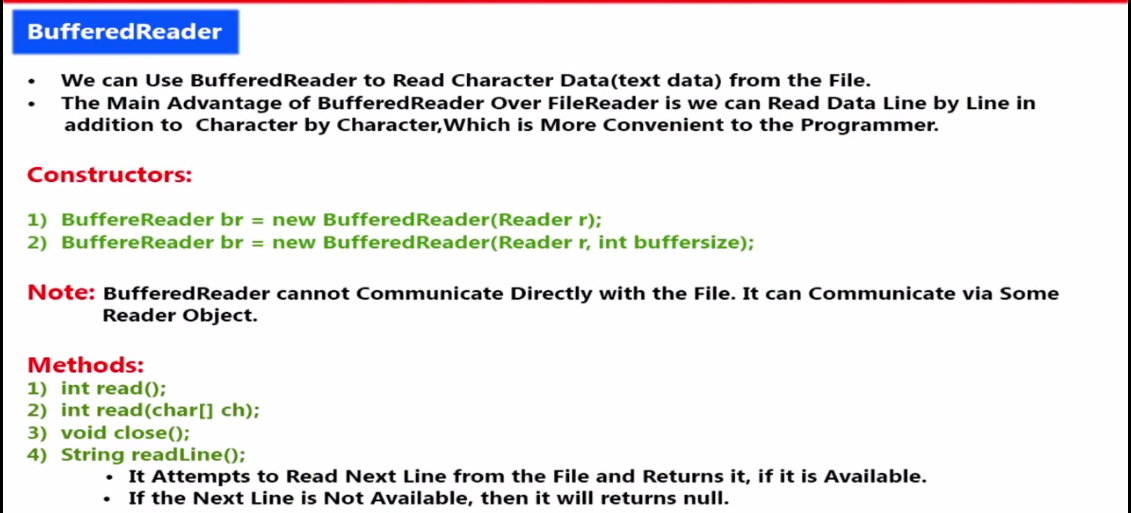 BufferedReader
• We can Use BufferedReader to Read Character Data(text data) from the File.
• The Main Advantage of BufferedReader Over FileReader is we can Read Data Line by Line in
addition to Character by Character,Which is More Convenient to the Programmer.
Constructors:
1) BuffereReader br = new BufferedReader(Reader r);
2) BuffereReader br = new BufferedReader(Reader r, int buffersize);
Note: BufferedReader cannot Communicate Directly with the File. It can Communicate via Some
Reader Object.
Methods:
1) int read();
2) int read(char[] ch);
3) void close();
4) String readLine();
• It Attempts to Read Next Line from the File and Returns it, if it is Available.
• If the Next Line is Not Available, then it will returns null.